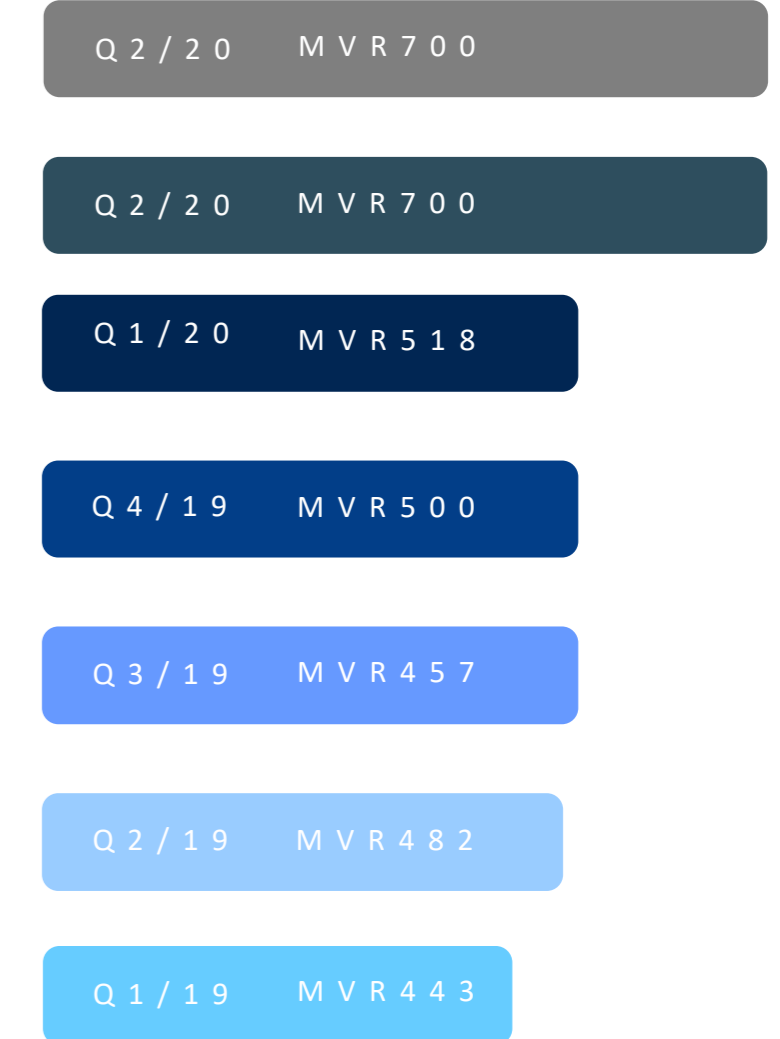 Q2/20 MVR700
Q2/20 MVR700
Q1/20 MVR518
Q4/19 MVR500
Q3/19 MVR457
Q2/19 MVR482
Q1/19 MVR443